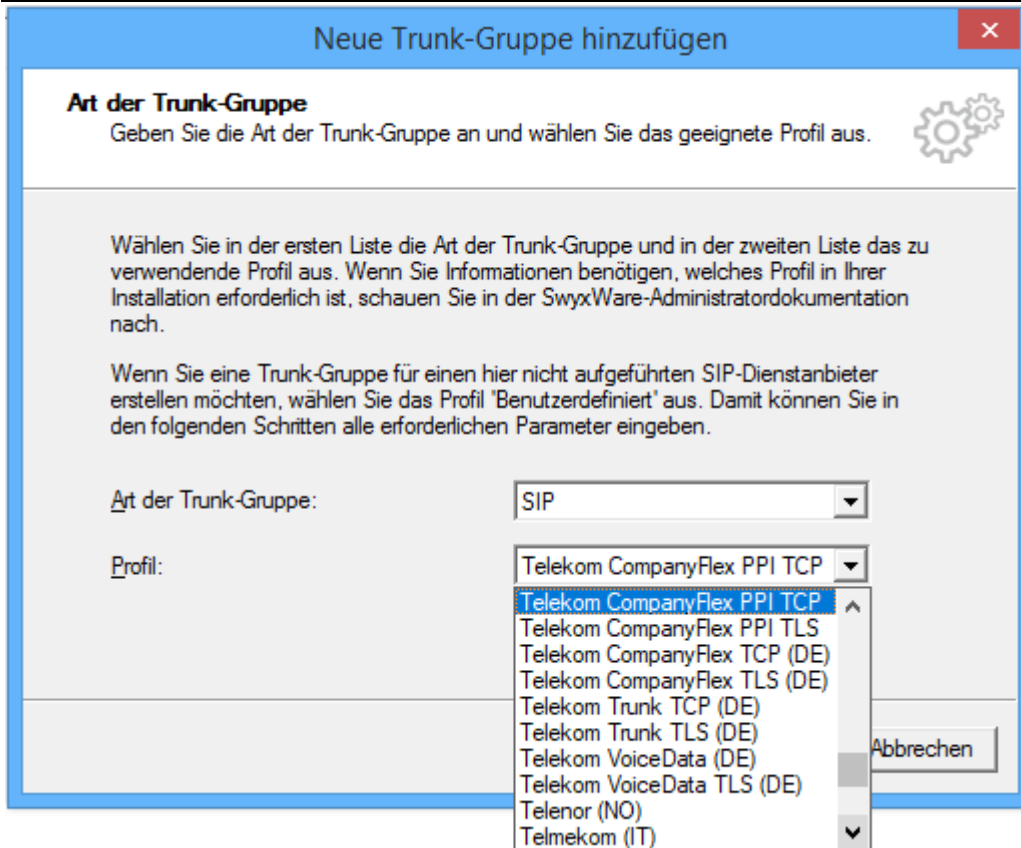 Neue Trunk-Gruppe hinzufügen
Art der Trunk-Gruppe
Geben Sie die Art der Trunk-Gruppe an und wählen Sie das geeignete Profil aus.
Wählen Sie in der ersten Liste die Art der Trunk-Gruppe und in der zweiten Liste das zu
verwendende Profil aus. Wenn Sie Informationen benötigen, welches Profil in Ihrer
Installation erforderlich ist, schauen Sie in der SwyxWare-Administratordokumentation
nach.
Wenn Sie eine Trunk-Gruppe für einen hier nicht aufgeführten SIP-Dienstanbieter
erstellen möchten, wählen Sie das Profil "Benutzerdefiniert" aus. Damit können Sie in
den folgenden Schritten alle erforderlichen Parameter eingeben.
Art der Trunk-Gruppe: SIP
Profil: Telekom CompanyFlex PPI TCP
Telekom CompanyFlex PPI TCP
Telekom CompanyFlex PPI TLS
Telekom CompanyFlex TCP (DE)
Telekom CompanyFlex TLS (DE)
Telekom Trunk TCP (DE)
Telekom Trunk TLS (DE)
Telekom VoiceData (DE)
Abbrechen
Telekom VoiceData TLS (DE)
Telenor (NO)
Telmekom (IT)